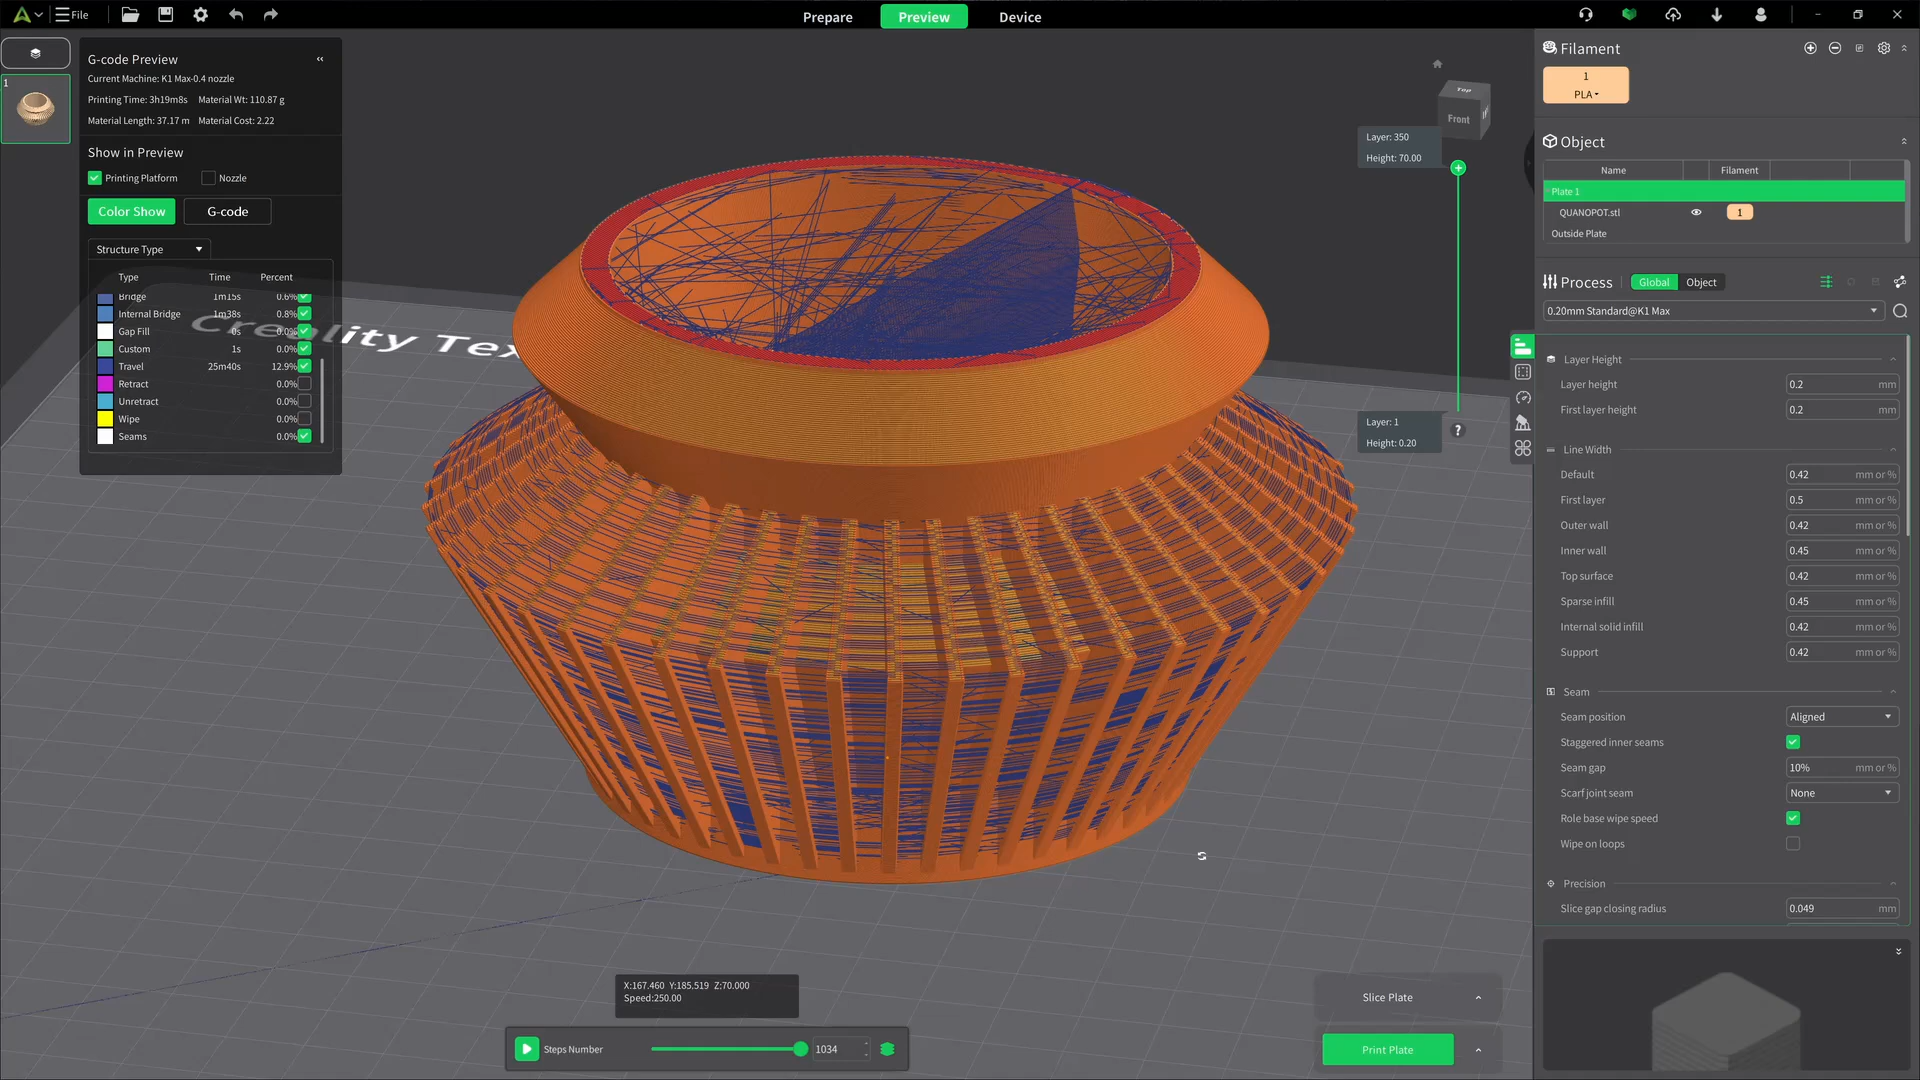 File
Prepare
Preview
Device
1
G-code Preview
Current Machine: K1 Max-0.4 nozzle
Printing Time: 3h19m8s Material Wt: 110.87 g
Material Length: 37.17 m Material Cost: 2.22
Show in Preview
Printing Platform
Nozzle
Color Show
G-code
Structure Type
Type Time Percent
Bridge 1m15s 0.6%
Internal Bridge 1m38s 0.8%
Gap Fill 0s 0.0%
Custom 1s 0.0%
Travel 25m40s 12.9%
Retract 0.0%
Unretract 0.0%
Wipe 0.0%
Seams 0.0%
Creality Tex
Top
Front
Layer: 350
Height: 70.00
Layer: 1
Height: 0.20
?
X:167.460 Y:185.519 Z:70.000
Speed:250.00
Steps Number
1034
Slice Plate
Print Plate
Filament
1
PLA
Object
Name Filament
Plate 1
QUANOPOT.stl 1
Outside Plate
Process
Global
Object
0.20mm Standard@K1 Max
Layer Height
Layer height 0.2 mm
First layer height 0.2 mm
Line Width
Default 0.42 mm or %
First layer 0.5 mm or %
Outer wall 0.42 mm or %
Inner wall 0.45 mm or %
Top surface 0.42 mm or %
Sparse infill 0.45 mm or %
Internal solid infill 0.42 mm or %
Support 0.42 mm or %
Seam
Seam position Aligned
Staggered inner seams
Seam gap 10% mm or %
Scarf joint seam None
Role base wipe speed
Wipe on loops
Precision
Slice gap closing radius 0.049 mm